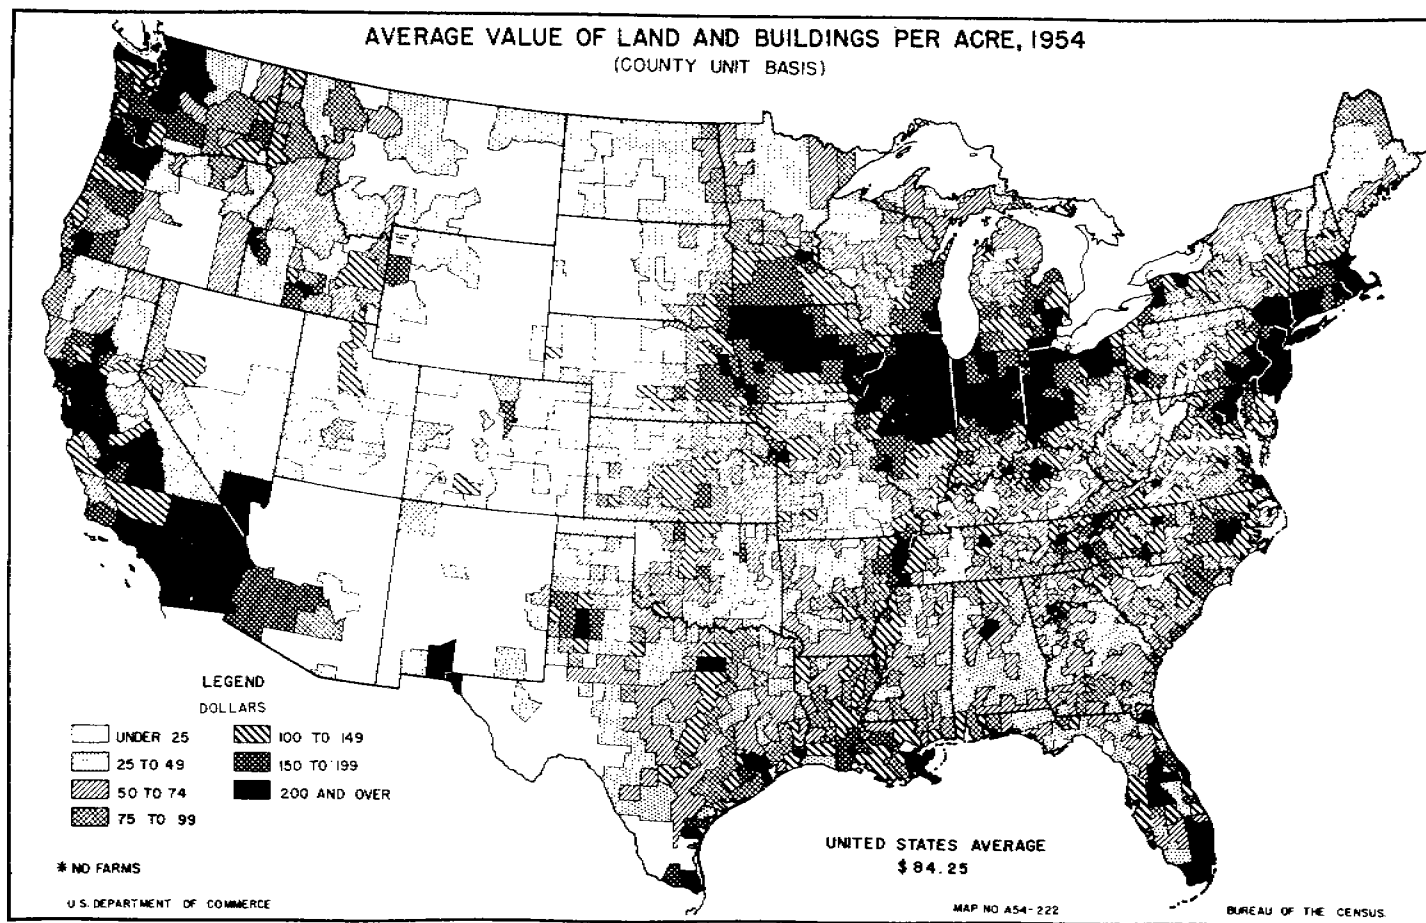 AVERAGE VALUE OF LAND AND BUILDINGS PER ACRE, 1954
(COUNTY UNIT BASIS)
LEGEND
DOLLARS
UNDER 25
25 TO 49
50 TO 74
75 TO 99
100 TO 149
150 TO 199
200 AND OVER
UNITED STATES AVERAGE
$84.25
* NO FARMS
U.S. DEPARTMENT OF COMMERCE
MAP NO A54-222
BUREAU OF THE CENSUS